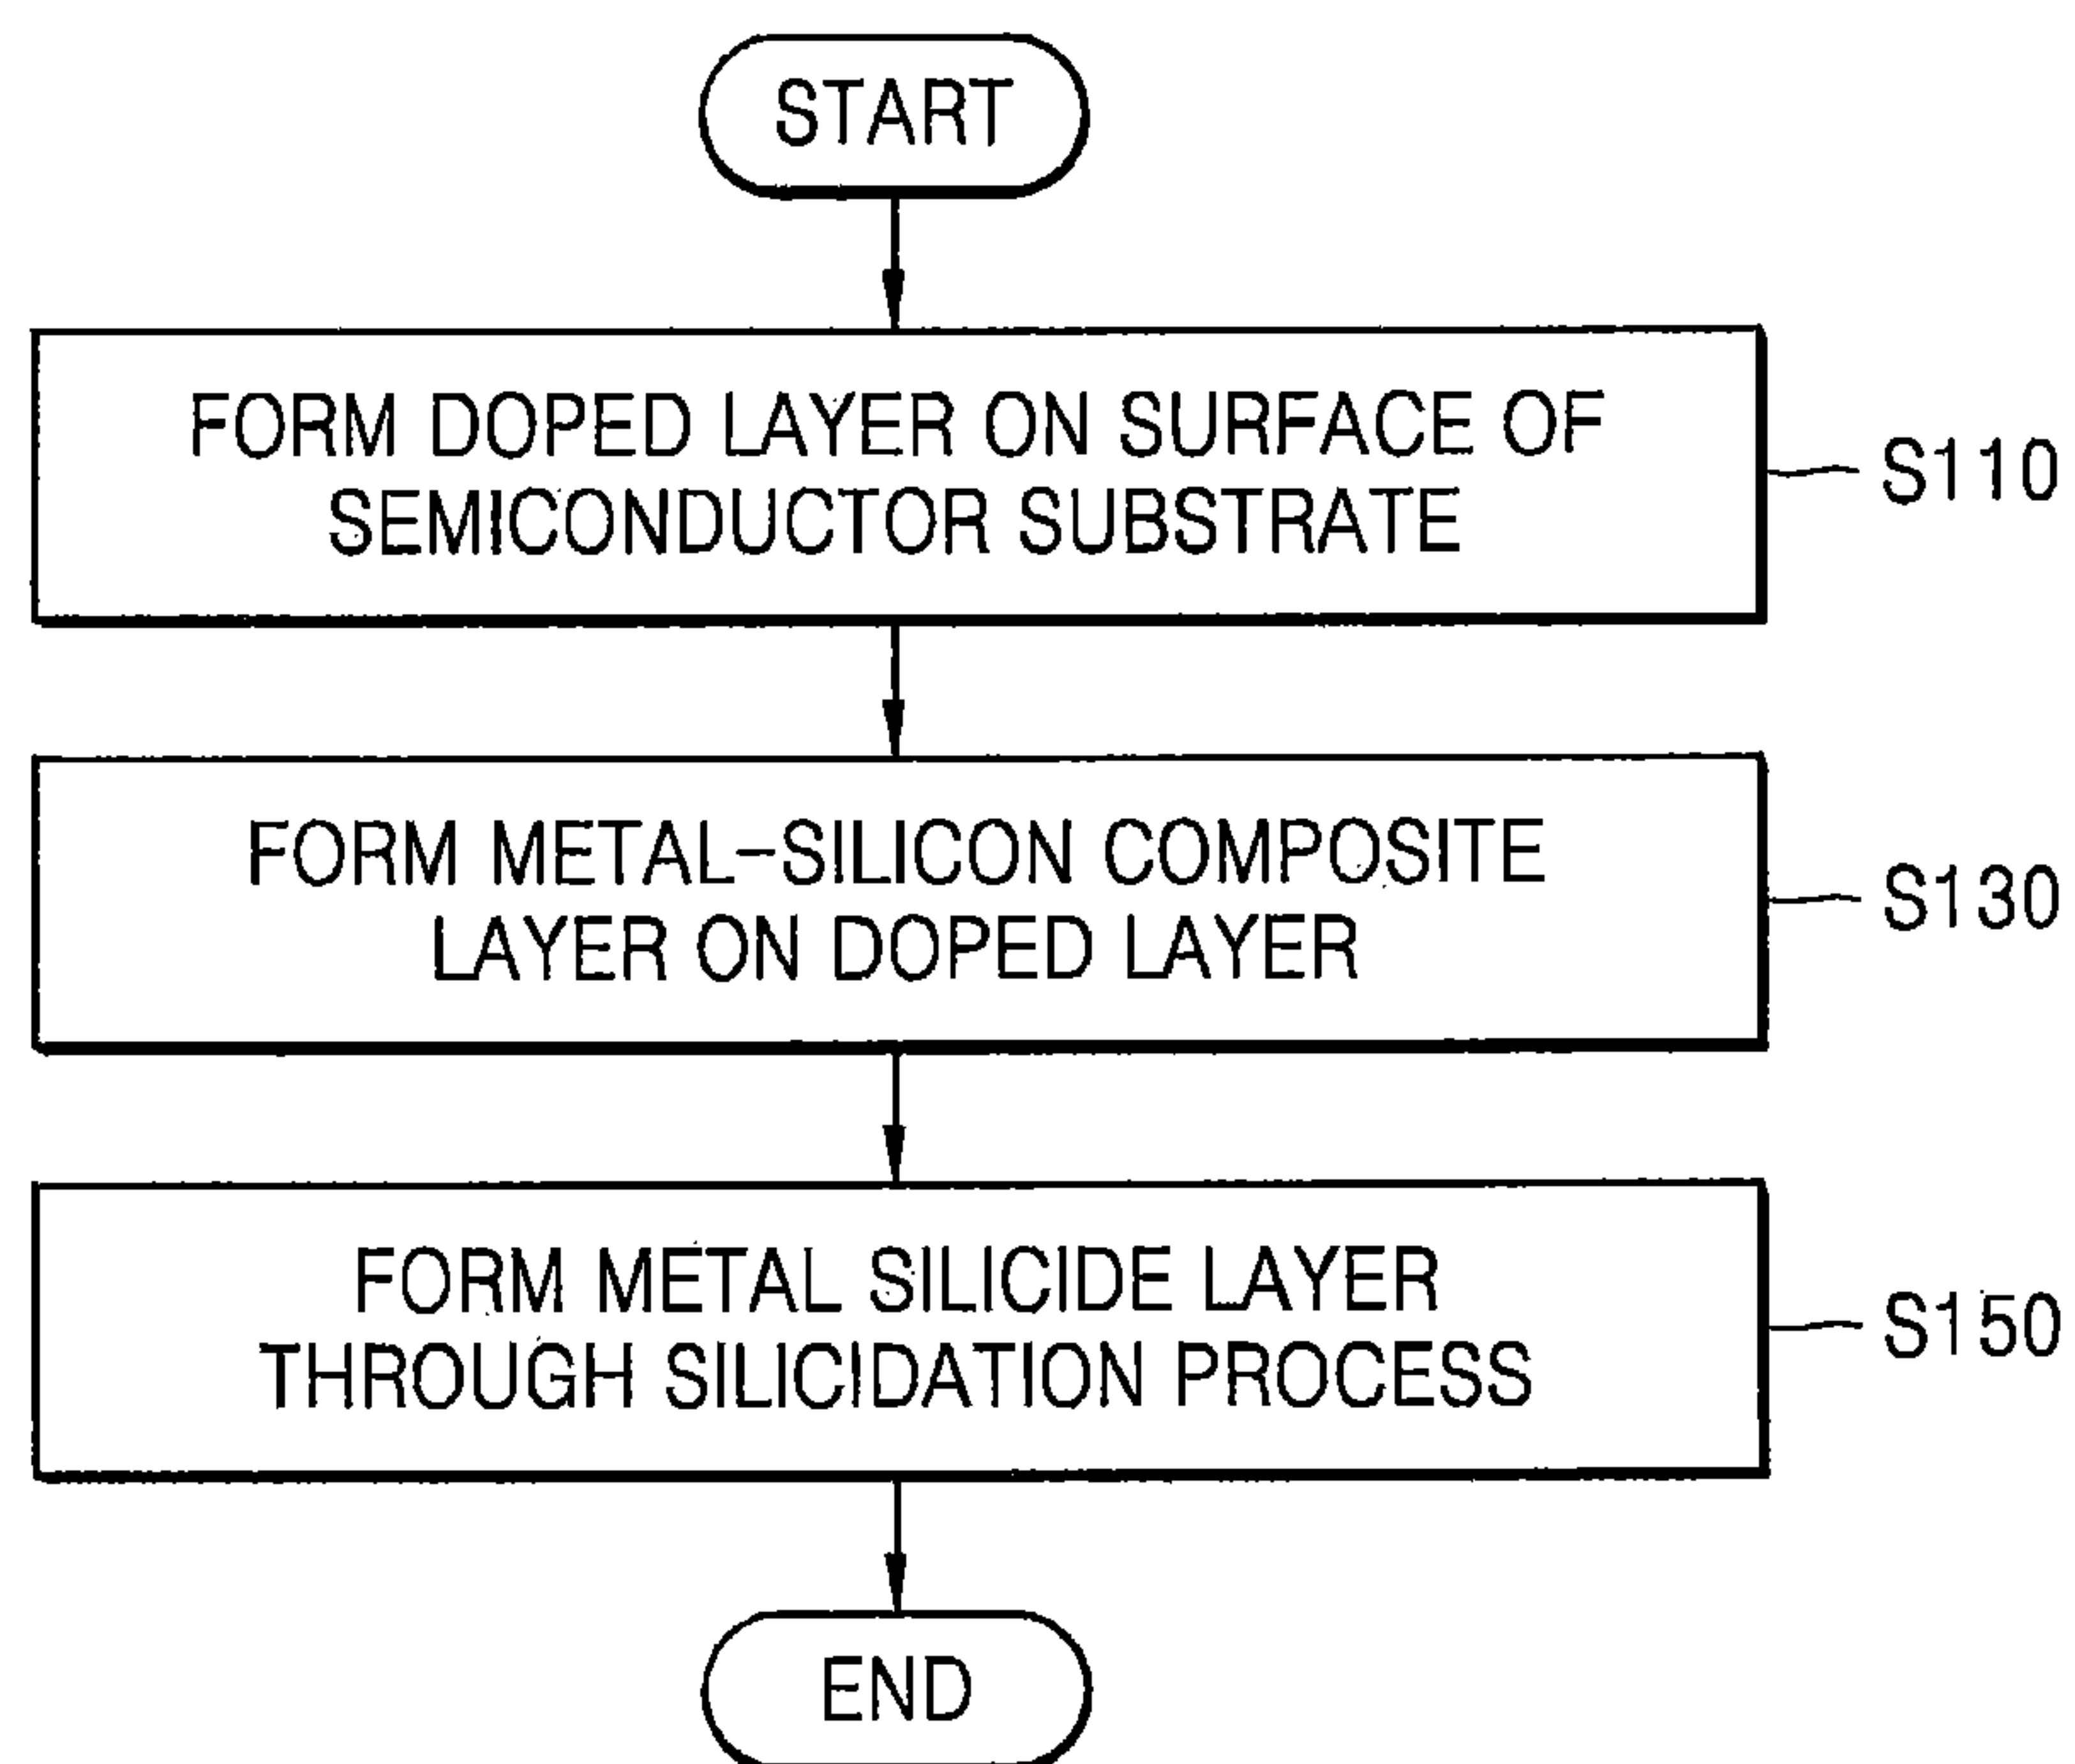 START
FORM DOPED LAYER ON SURFACE OF
SEMICONDUCTOR SUBSTRATE
S110
FORM METAL-SILICON COMPOSITE
LAYER ON DOPED LAYER
S130
FORM METAL SILICIDE LAYER
THROUGH SILICIDATION PROCESS
S150
END